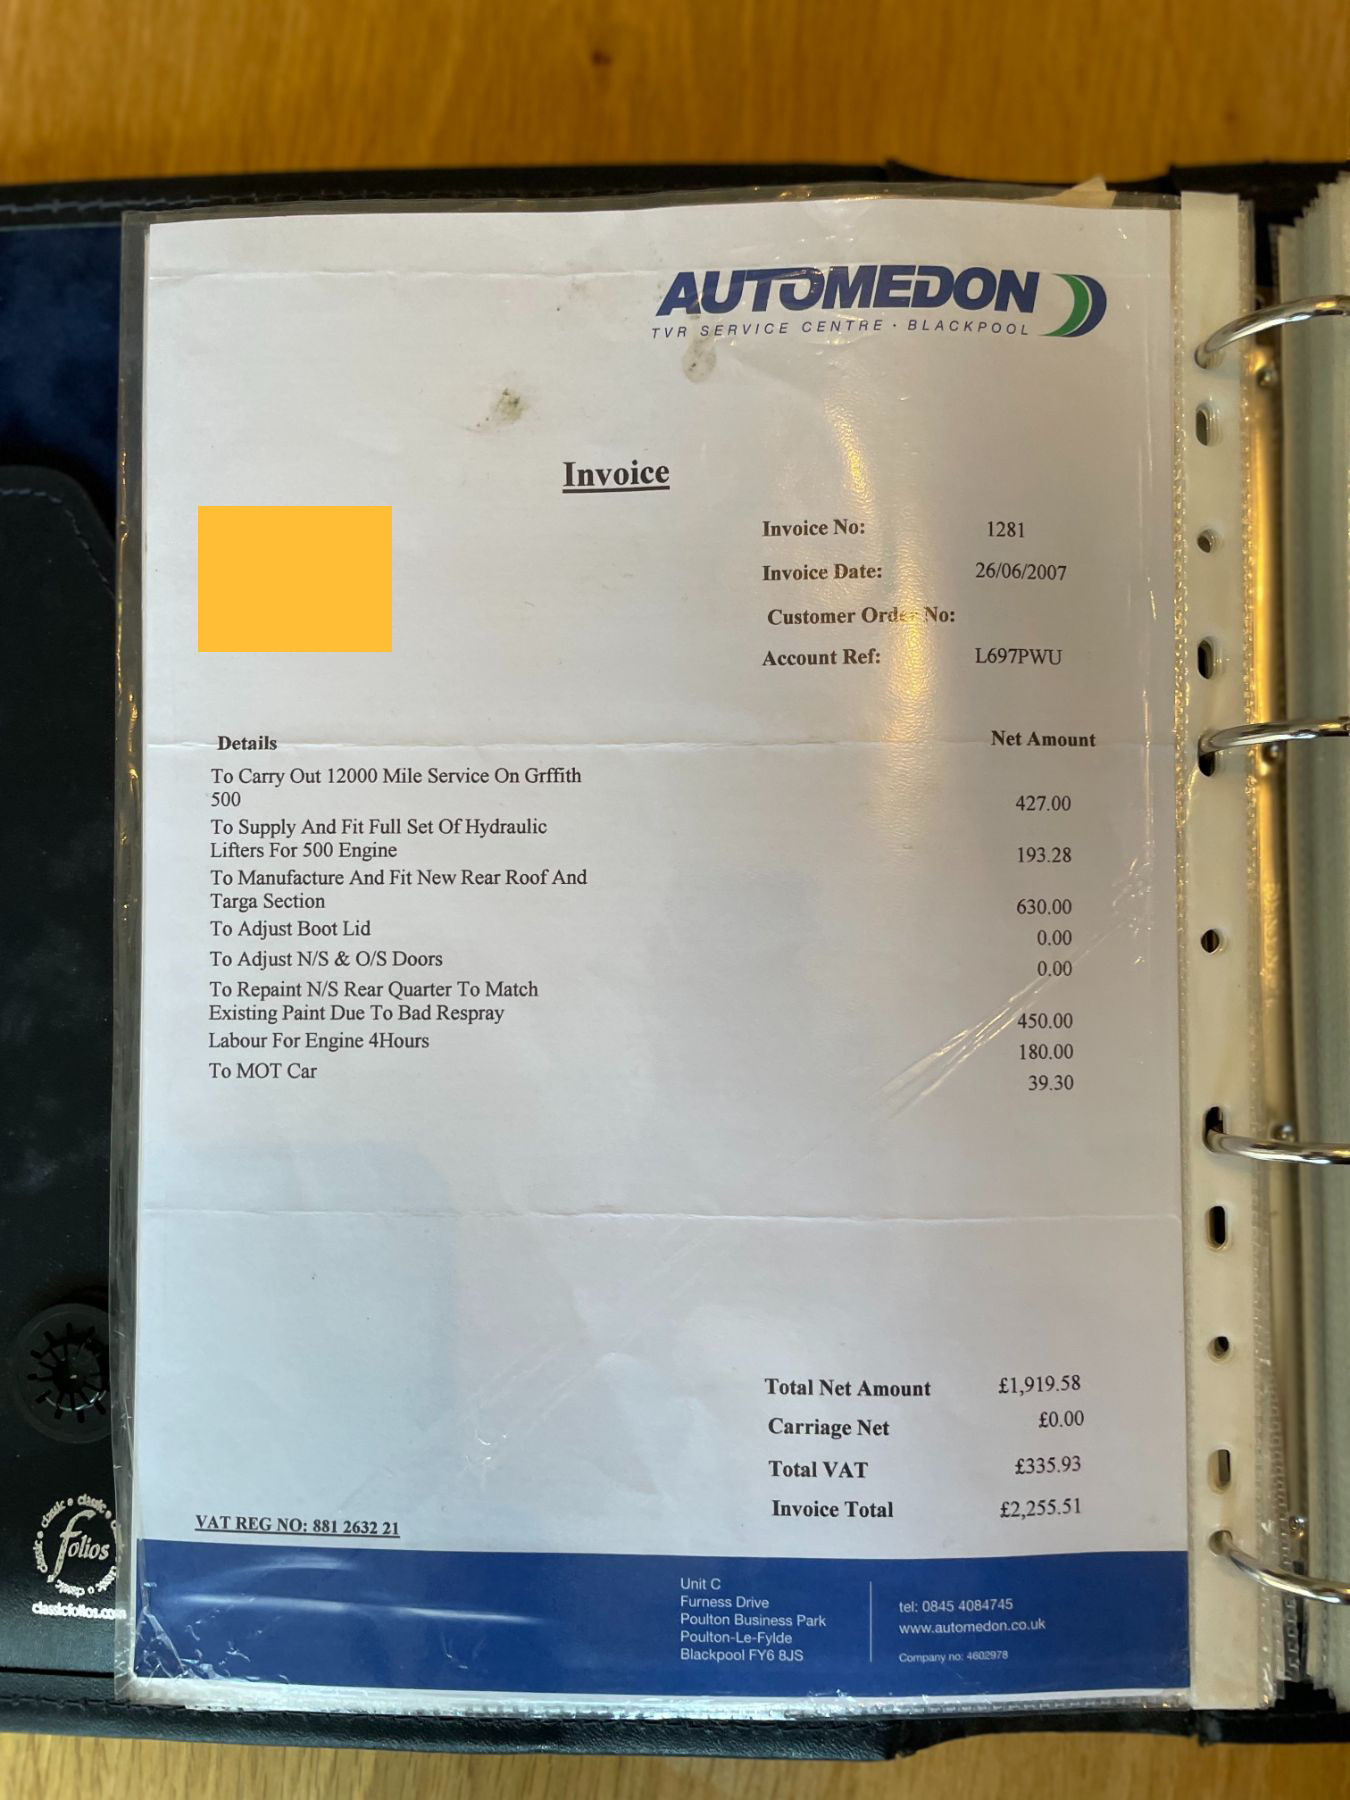 AUTOMEDON
TVR SERVICE CENTRE · BLACKPOOL
Invoice
Invoice No: 1281
Invoice Date: 26/06/2007
Customer Order No:
Account Ref: L697PWU
Details Net Amount
To Carry Out 12000 Mile Service On Grffith
500 427.00
To Supply And Fit Full Set Of Hydraulic
Lifters For 500 Engine 193.28
To Manufacture And Fit New Rear Roof And
Targa Section 630.00
To Adjust Boot Lid 0.00
To Adjust N/S & O/S Doors 0.00
To Repaint N/S Rear Quarter To Match
Existing Paint Due To Bad Respray 450.00
Labour For Engine 4Hours 180.00
To MOT Car 39.30
Total Net Amount £1,919.58
Carriage Net £0.00
Total VAT £335.93
Invoice Total £2,255.51
VAT REG NO: 881 2632 21
Unit C
Furness Drive
Poulton Business Park
Poulton-Le-Fylde
Blackpool FY6 8JS
tel: 0845 4084745
www.automedon.co.uk
Company no: 4602978
classic classic classic classic
folios
classicfolios.com